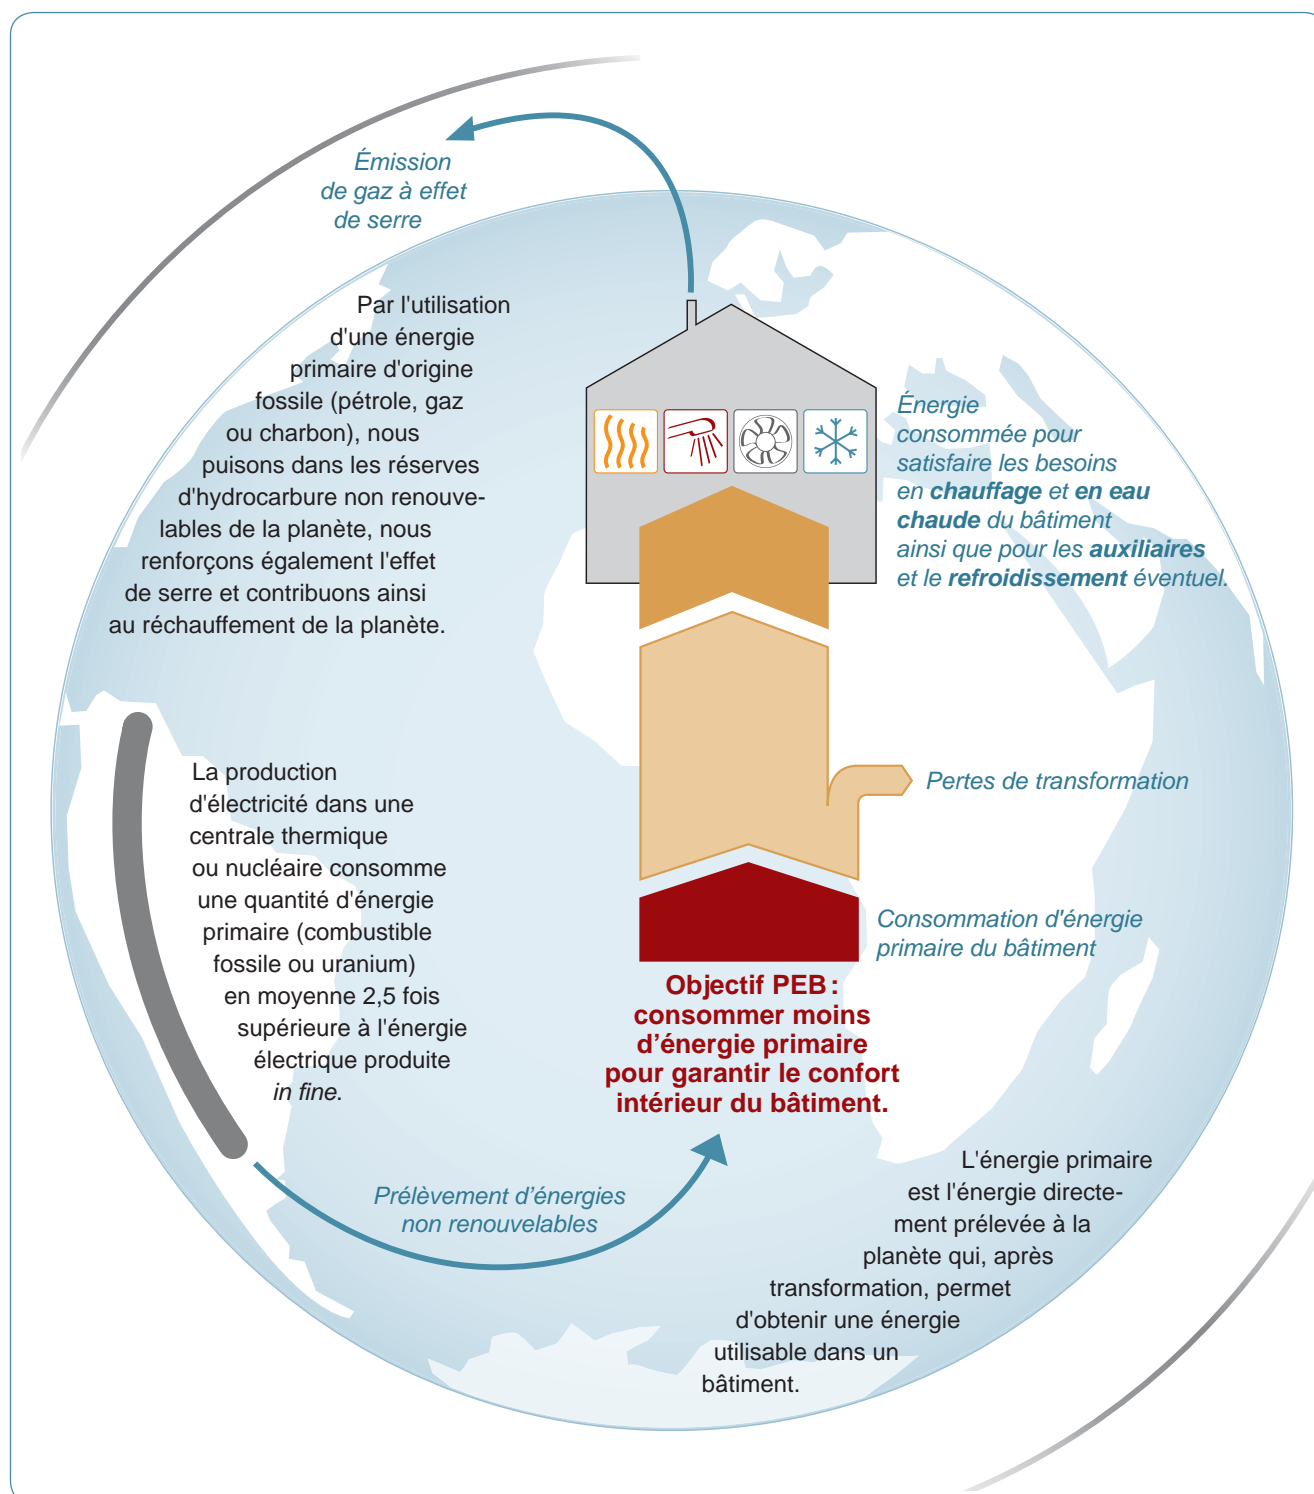 Émission
de gaz à effet
de serre
Par l'utilisation
d'une énergie
primaire d'origine
fossile (pétrole, gaz
ou charbon), nous
puisons dans les réserves
d'hydrocarbure non renouve-
lables de la planète, nous
renforçons également l'effet
de serre et contribuons ainsi
au réchauffement de la planète.
Énergie
consommée pour
satisfaire les besoins
en chauffage et en eau
chaude du bâtiment
ainsi que pour les auxiliaires
et le refroidissement éventuel.
La production
d'électricité dans une
centrale thermique
ou nucléaire consomme
une quantité d'énergie
primaire (combustible
fossile ou uranium)
en moyenne 2,5 fois
supérieure à l'énergie
électrique produite
in fine.
Pertes de transformation
Consommation d'énergie
primaire du bâtiment
Objectif PEB :
consommer moins
d’énergie primaire
pour garantir le confort
intérieur du bâtiment.
Prélèvement d’énergies
non renouvelables
L'énergie primaire
est l'énergie directe-
ment prélevée à la
planète qui, après
transformation, permet
d'obtenir une énergie
utilisable dans un
bâtiment.